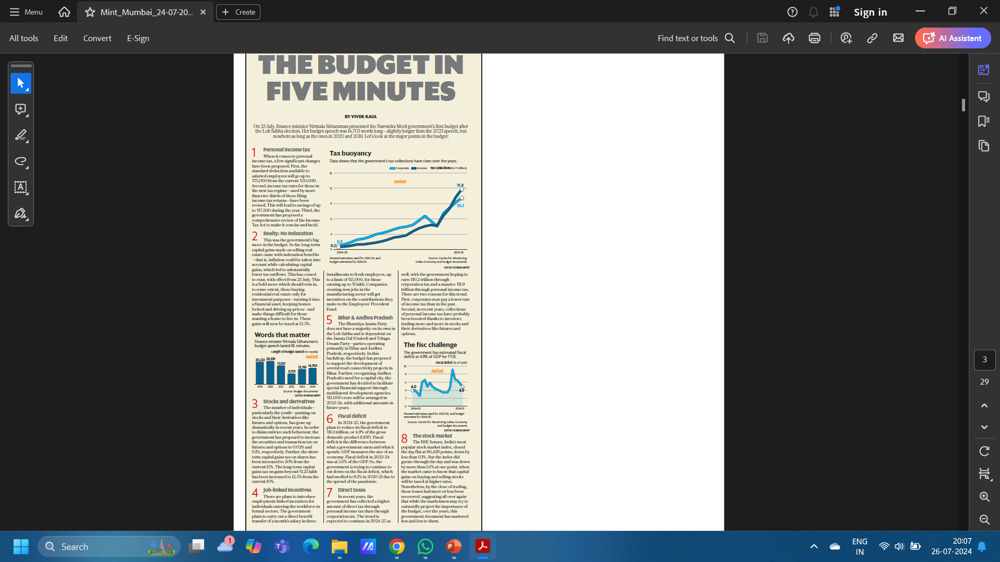 Menu
Mint_Mumbai_24-07-20...
Create
Sign in
All tools
Edit
Convert
E-Sign
Find text or tools
AI Assistant
THE BUDGET IN
FIVE MINUTES
BY VIVEK KAUL
On 23 July, finance minister Nirmala Sitharaman presented the Narendra Modi government's first budget after
the Lok Sabha election. Her budget speech was 14,703 words long—slightly longer than the 2023 speech, but
nowhere as long as the ones in 2020 and 2019. Let's look at the major points in the budget:
1 Personal income tax
When it comes to personal
income tax, a few significant changes
have been proposed. First, the
standard deduction available to
salaried employees will go up to
₹75,000 from the current ₹50,000.
Second, income tax rates for those in
the new tax regime—used by more
than two-thirds of those filing
income tax returns—have been
revised. This will lead to savings of up
to ₹17,500 during the year. Third, the
government has proposed a
comprehensive review of the Income
Tax Act to make it concise and lucid.
2 Realty: No indexation
This was the government's big
move in the budget. So far, long-term
capital gains made on selling real
estate came with indexation benefits
—that is, inflation could be taken into
account while calculating capital
gains, which led to substantially
lower tax outflows. This has ceased
to exist, with effect from 23 July. This
is a bold move which should rein in,
to some extent, those buying
residential real estate only for
investment purposes—turning it into
a financial asset, keeping homes
locked and driving up prices—and
make things difficult for those
wanting a home to live in. These
gains will now be taxed at 12.5%.
Words that matter
Finance minister Nirmala Sitharaman's
budget speech lasted 85 minutes.
Length of budget speech (in words)
mint
20,223 20,931 17,031 9,701 13,761 14,703
2019 2020 2021 2022 2023 2024
Source: Budget documents
SATISH KUMAR/MINT
3 Stocks and derivatives
The number of individuals—
particularly the youth—punting on
stocks and their derivatives like
futures and options, has gone up
dramatically in recent years. In order
to disincentivize such behaviour, the
government has proposed to increase
the securities and transaction tax on
futures and options to 0.02% and
0.1%, respectively. Further, the short-
term capital gains tax on shares has
been increased to 20% from the
current 15%. The long-term capital
gains tax on gains beyond ₹1.25 lakh
has been increased to 12.5% from the
current 10%.
4 Job-linked incentives
There are plans to introduce
employment-linked incentives for
individuals entering the workforce in
formal sectors. The government
plans to carry out a direct benefit
transfer of a month's salary in three
Tax buoyancy
Data shows that the government's tax collections have risen over the years.
Corporate Income Tax collections (in ₹ trillion)
mint
15
12
9
6
3
0
0.8
0.5
11.9
10.2
2004-05 2024-25
Revised estimates used for 2023-24, and
budget estimates for 2024-25.
Source: Centre for Monitoring
Indian Economy and budget documents
SATISH KUMAR/MINT
installments to fresh employees, up
to a limit of ₹15,000, for those
earning up to ₹1 lakh. Companies
creating new jobs in the
manufacturing sector will get
incentives on the contributions they
make to the Employees' Provident
Fund.
5 Bihar & Andhra Pradesh
The Bharatiya Janata Party
does not have a majority on its own in
the Lok Sabha and is dependent on
the Janata Dal (United) and Telugu
Desam Party—parties operating
primarily in Bihar and Andhra
Pradesh, respectively. In this
backdrop, the budget has proposed
to support the development of
several road connectivity projects in
Bihar. Further, recognizing Andhra
Pradesh's need for a capital city, the
government has decided to facilitate
special financial support through
multilateral development agencies.
₹15,000 crore will be arranged in
2023-24, with additional amounts in
future years.
6 Fiscal deficit
In 2024-25, the government
plans to reduce its fiscal deficit to
₹16.1 trillion, or 4.9% of the gross
domestic product (GDP). Fiscal
deficit is the difference between
what a government earns and what it
spends. GDP measures the size of an
economy. Fiscal deficit in 2023-24
was at 5.6% of the GDP. So, the
government is trying to continue to
cut down on the fiscal deficit, which
had swelled to 9.2% in 2020-21 due to
the spread of the pandemic.
7 Direct taxes
In recent years, the
government has collected a higher
amount of direct tax through
personal income tax than through
corporation tax. The trend is
expected to continue in 2024-25 as
well, with the government hoping to
earn ₹10.2 trillion through
corporation tax and a massive ₹11.9
trillion through personal income tax.
There are two reasons for this trend.
First, corporates now pay a lower rate
of income tax than in the past.
Second, in recent years, collections
of personal income tax have probably
been boosted thanks to investors
trading more and more in stocks and
their derivatives like futures and
options.
The fisc challenge
The government has estimated fiscal
deficit at 4.9% of GDP for FY25.
Fiscal deficit (% of GDP)
mint
10
8
6
4
2
0
4.0
4.9
2004-05 2024-25
Revised estimates used for 2023-24, and budget
estimates for 2024-25.
Source: Centre for Monitoring Indian Economy
and budget documents
SATISH KUMAR/MINT
8 The stock market
The BSE Sensex, India's most
popular stock market index, closed
the day flat at 80,429 points, down by
less than 0.1%. But the index did
gyrate through the day and was down
by more than 1.6% at one point, when
the market came to know that capital
gains on buying and selling stocks
will be taxed at higher rates.
Nonetheless, by the close of trading,
those losses had more or less been
recovered, suggesting all over again
that while the marketmen may try to
outwardly project the importance of
the budget, over the years, this
government document has mattered
less and less to them.
3
29
Search
1
ENG
IN
20:07
26-07-2024